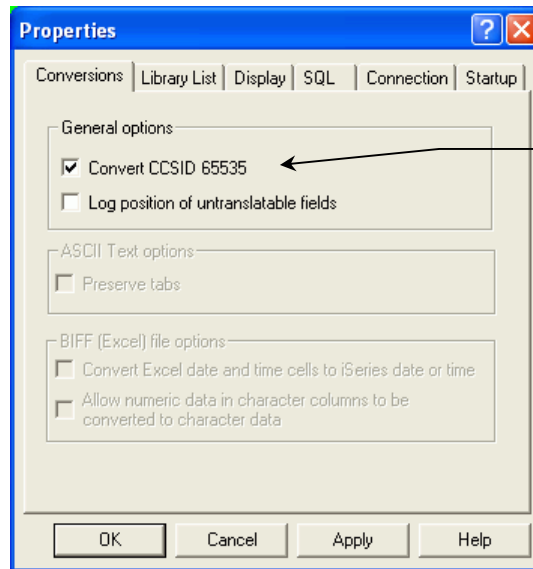 Properties
Conversions Library List Display SQL Connection Startup
General options
Convert CCSID 65535
Log position of untranslatable fields
ASCII Text options
Preserve tabs
BIFF (Excel) file options
Convert Excel date and time cells to iSeries date or time
Allow numeric data in character columns to be
converted to character data
OK Cancel Apply Help